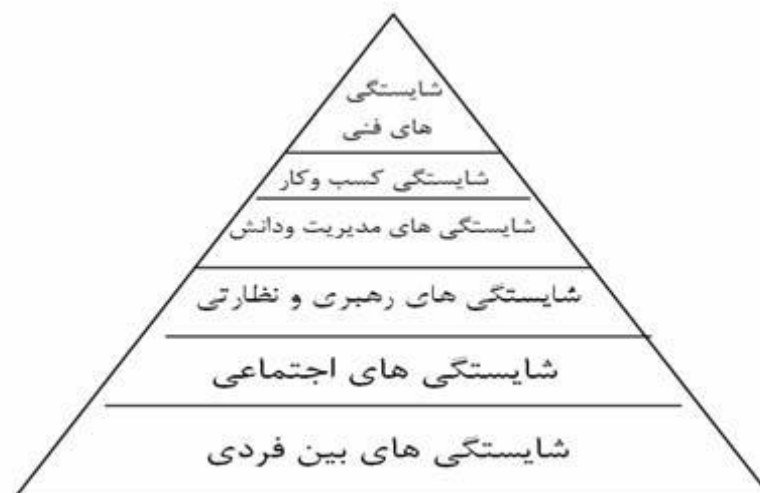 شایستگی
های فنی
شایستگی کسب وکار
شایستگی های مدیریت ودانش
شایستگی های رهبری و نظارتی
شایستگی های اجتماعی
شایستگی های بین فردی